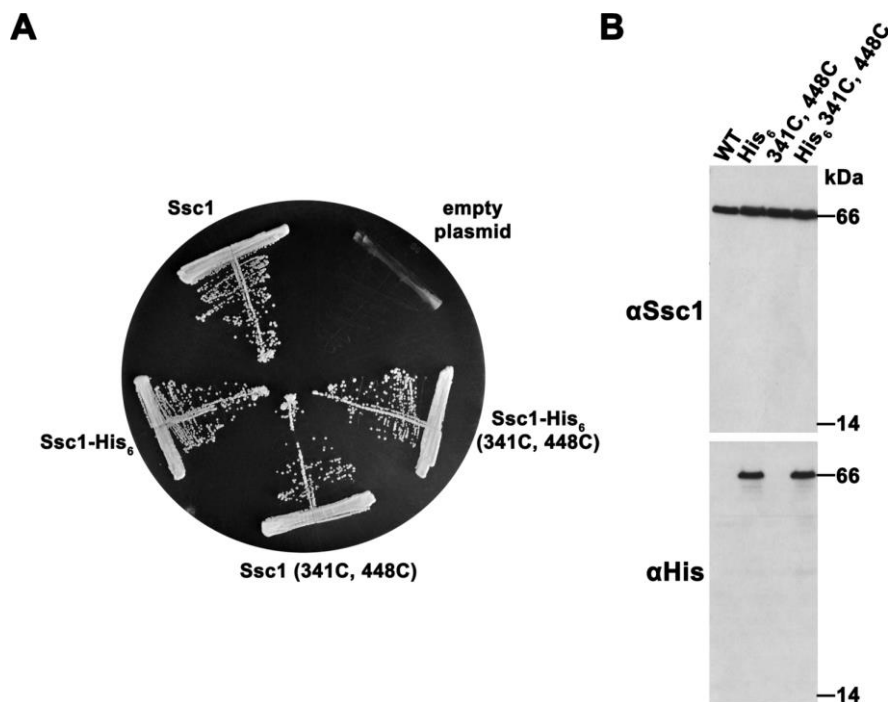 A
Ssc1
empty
plasmid
Ssc1-His6
Ssc1-His6
(341C, 448C)
Ssc1 (341C, 448C)
B
WT
His6
341C, 448C
His6 341C, 448C
kDa
66
αSsc1
14
66
αHis
14